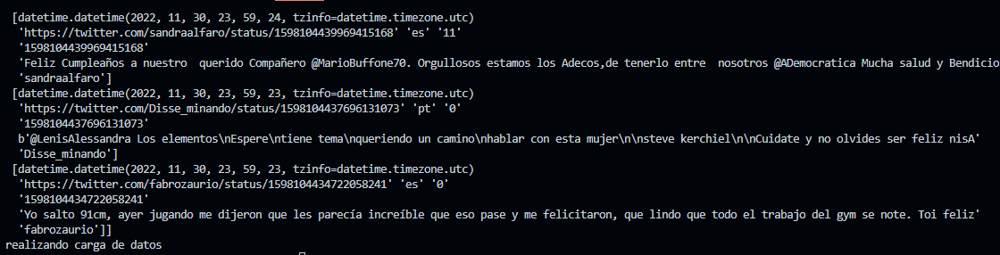 [datetime.datetime(2022, 11, 30, 23, 59, 24, tzinfo=datetime.timezone.utc)
'https://twitter.com/sandraalfaro/status/1598104439969415168' 'es' '11'
'1598104439969415168'
'Feliz Cumpleaños a nuestro  querido Compañero @MarioBuffone70. Orgullosos estamos los Adecos,de tenerlo entre  nosotros @ADemocratica Mucha salud y Bendicio
'sandraalfaro']
[datetime.datetime(2022, 11, 30, 23, 59, 23, tzinfo=datetime.timezone.utc)
'https://twitter.com/Disse_minando/status/1598104437696131073' 'pt' '0'
'1598104437696131073'
b'@LenisAlessandra Los elementos\nEspere\ntiene tema\nqueriendo un camino\nhablar con esta mujer\n\nsteve kerchiel\n\nCuidate y no olvides ser feliz nisA'
'Disse_minando']
[datetime.datetime(2022, 11, 30, 23, 59, 23, tzinfo=datetime.timezone.utc)
'https://twitter.com/fabrozaurio/status/1598104434722058241' 'es' '0'
'1598104434722058241'
'Yo salto 91cm, ayer jugando me dijeron que les parecía increíble que eso pase y me felicitaron, que lindo que todo el trabajo del gym se note. Toi feliz'
'fabrozaurio']]
realizando carga de datos